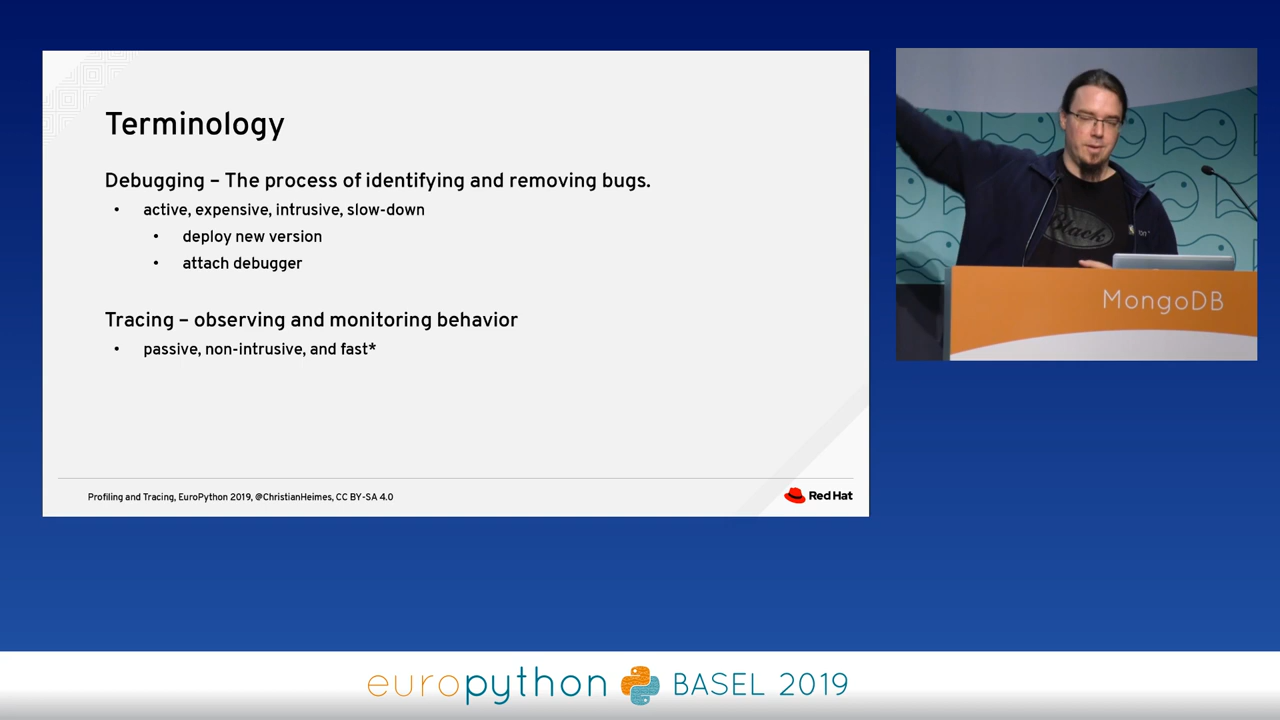 Terminology
Debugging – The process of identifying and removing bugs.
• active, expensive, intrusive, slow-down
• deploy new version
• attach debugger
Tracing – observing and monitoring behavior
• passive, non-intrusive, and fast*
Profiling and Tracing, EuroPython 2019, @ChristianHeimes, CC BY-SA 4.0
Red Hat
Black
MongoDB
europython BASEL 2019